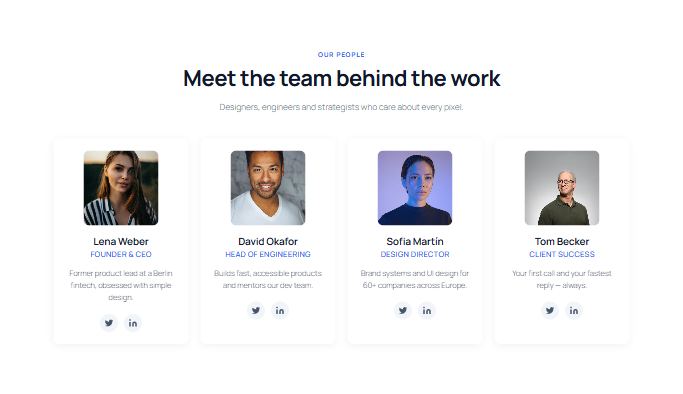 OUR PEOPLE
Meet the team behind the work
Designers, engineers and strategists who care about every pixel.
Lena Weber
FOUNDER & CEO
Former product lead at a Berlin
fintech, obsessed with simple
design.
David Okafor
HEAD OF ENGINEERING
Builds fast, accessible products
and mentors our dev team.
Sofia Martín
DESIGN DIRECTOR
Brand systems and UI design for
60+ companies across Europe.
Tom Becker
CLIENT SUCCESS
Your first call and your fastest
reply — always.